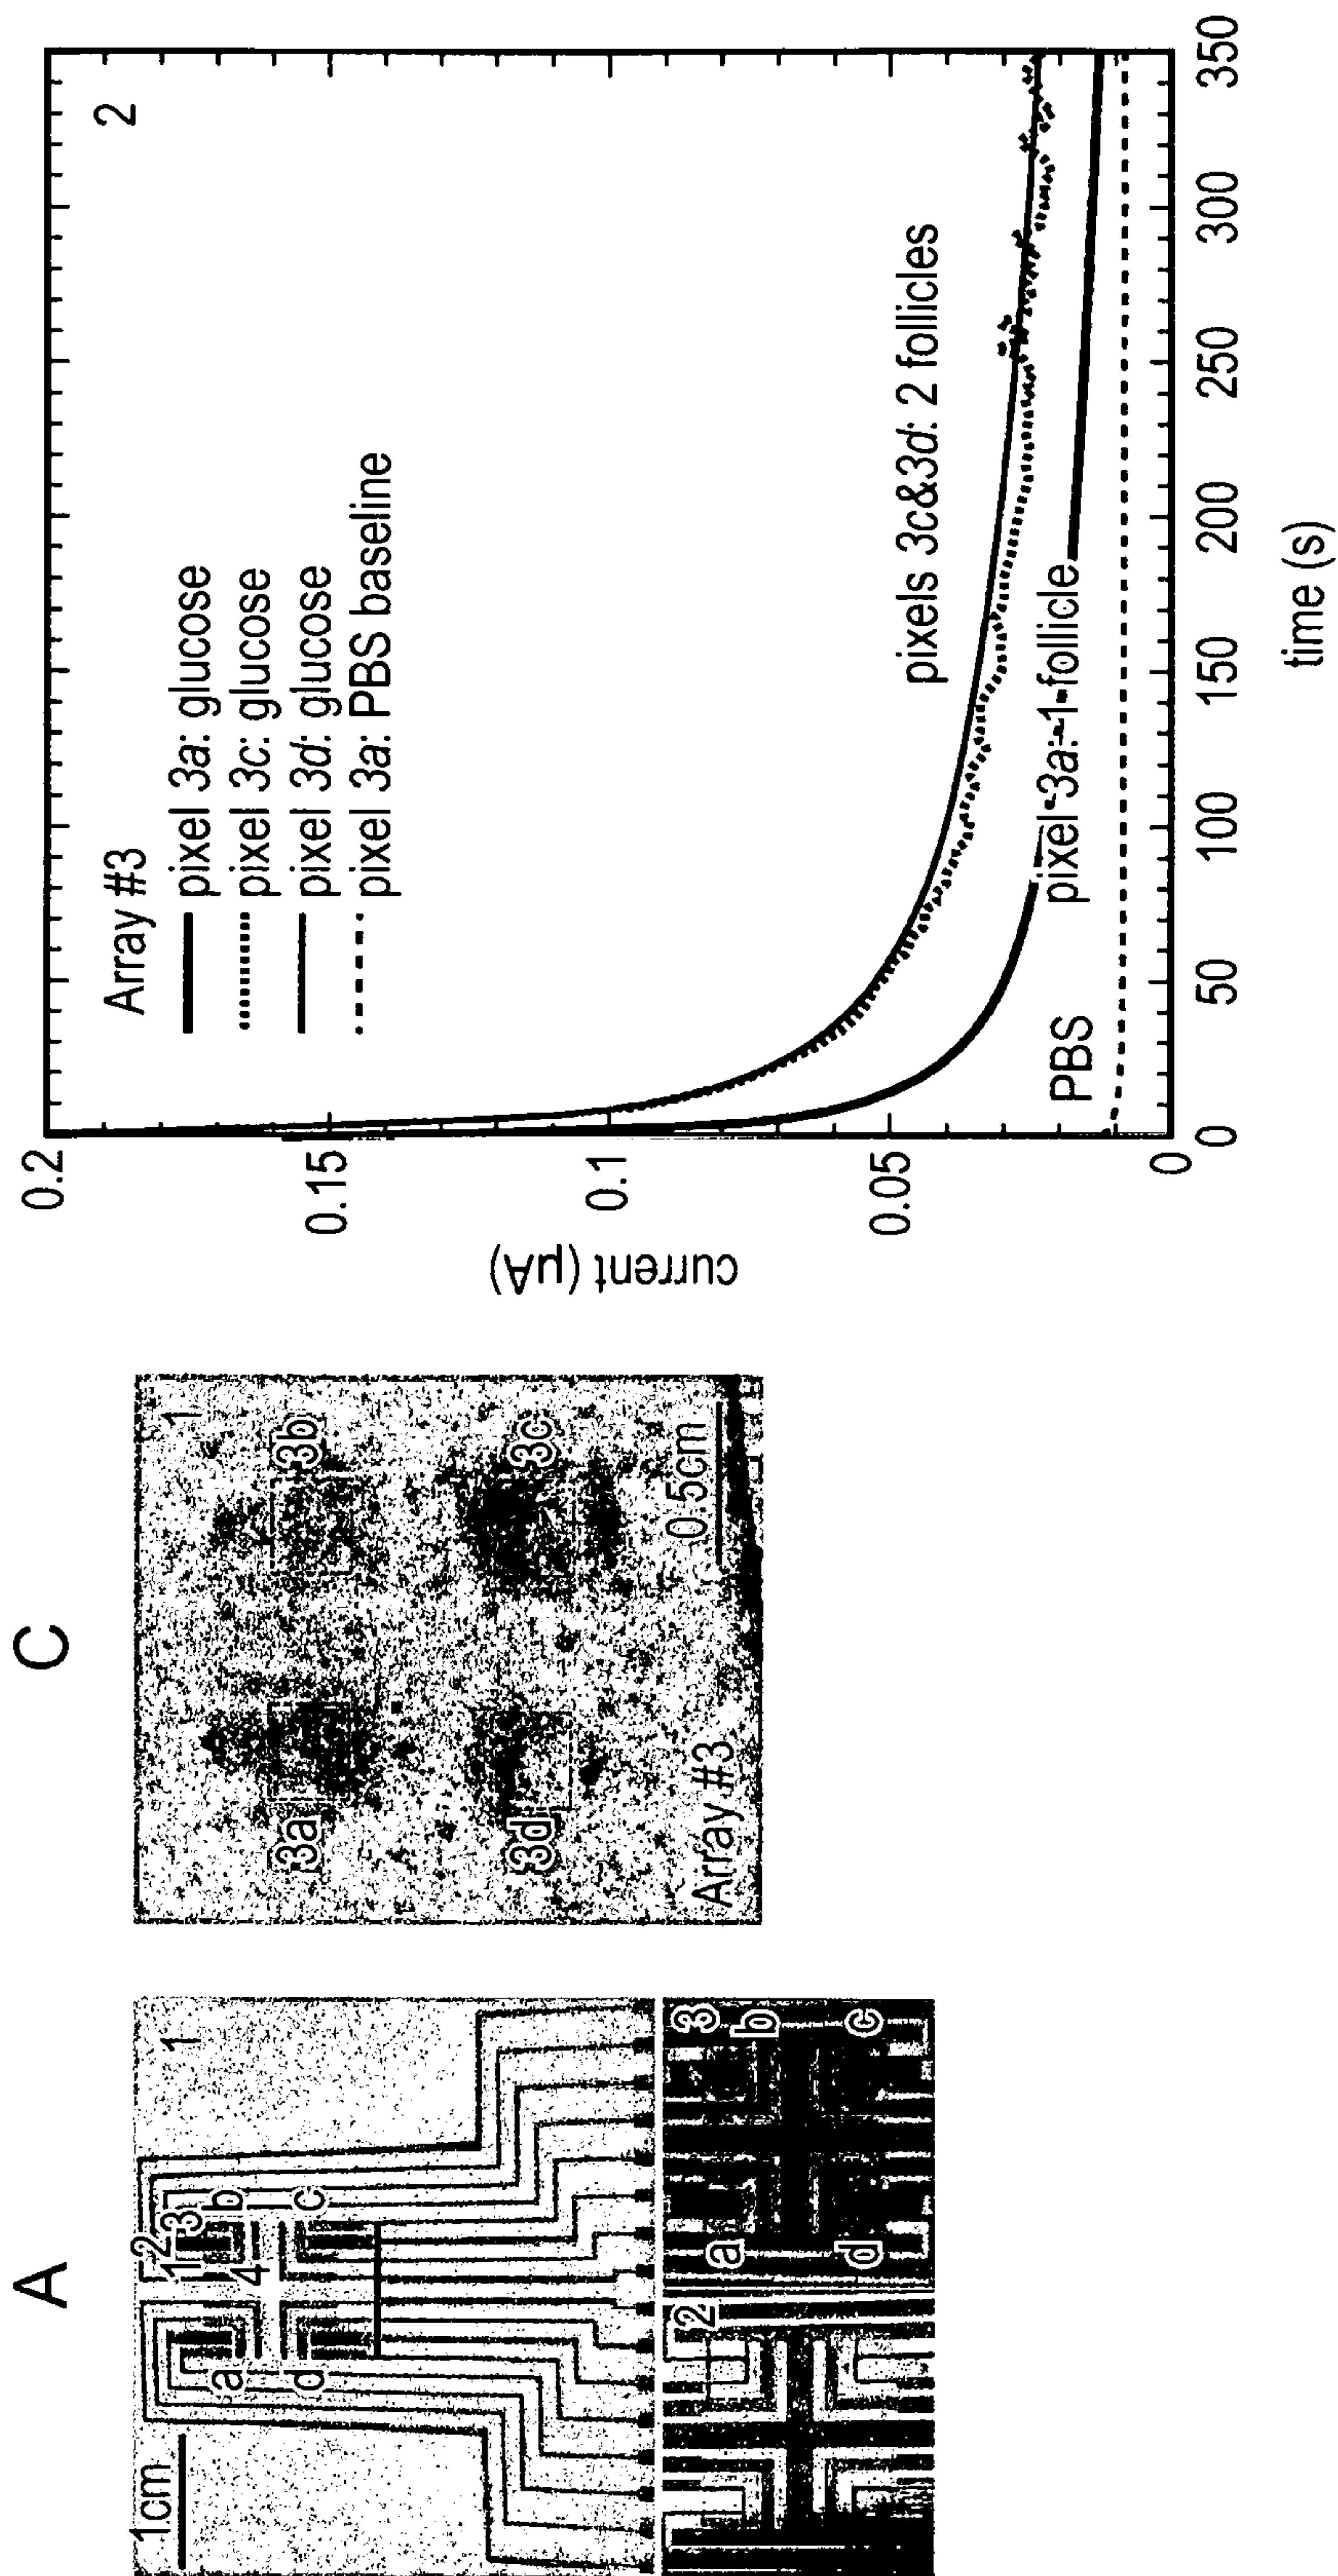 A
1cm
1
2
1
3
4
a
b
c
d
2
3
a
b
c
d
C
1
3a
3b
3d
3c
Array #3
0.5cm
2
Array #3
pixel 3a: glucose
pixel 3c: glucose
pixel 3d: glucose
pixel 3a: PBS baseline
pixels 3c&3d: 2 follicles
pixel 3a: 1 follicle
PBS
current (µA)
0.2
0.15
0.1
0.05
0
0
50
100
150
200
250
300
350
time (s)